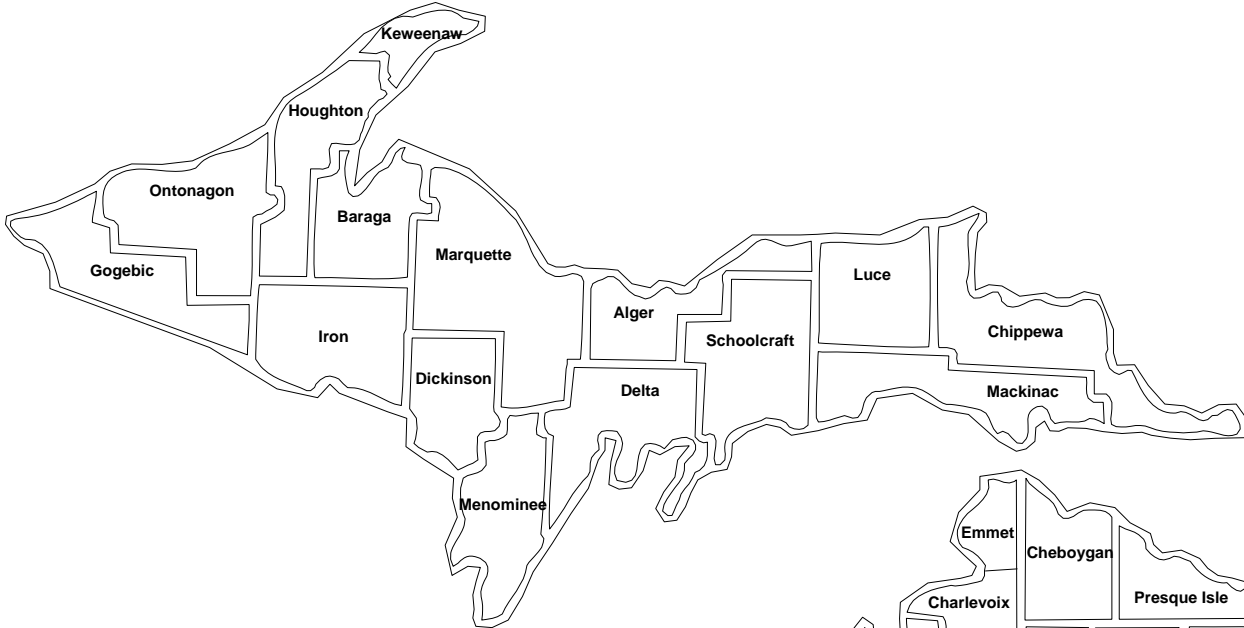 Keweenaw
Houghton
Ontonagon
Baraga
Marquette
Gogebic
Luce
Alger
Chippewa
Iron
Schoolcraft
Dickinson
Delta
Mackinac
Menominee
Emmet
Cheboygan
Charlevoix
Presque Isle